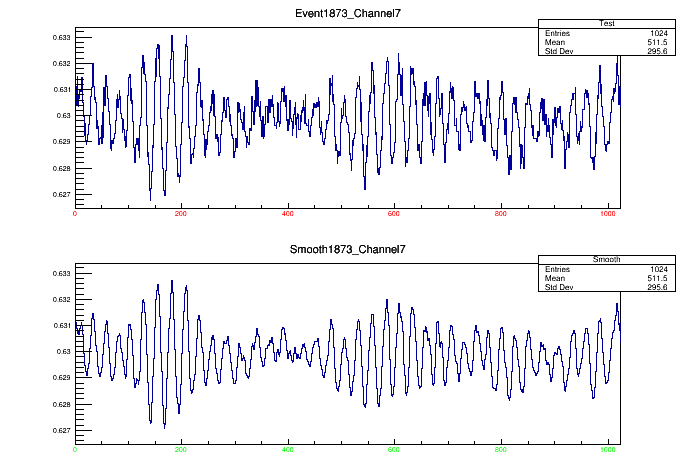 Event1873_Channel7
Test
Entries 1024
Mean 511.5
Std Dev 295.6
0.633
0.632
0.631
0.63
0.629
0.628
0.627
0 200 400 600 800 1000
Smooth1873_Channel7
Smooth
Entries 1024
Mean 511.5
Std Dev 295.6
0.633
0.632
0.631
0.63
0.629
0.628
0.627
0 200 400 600 800 1000